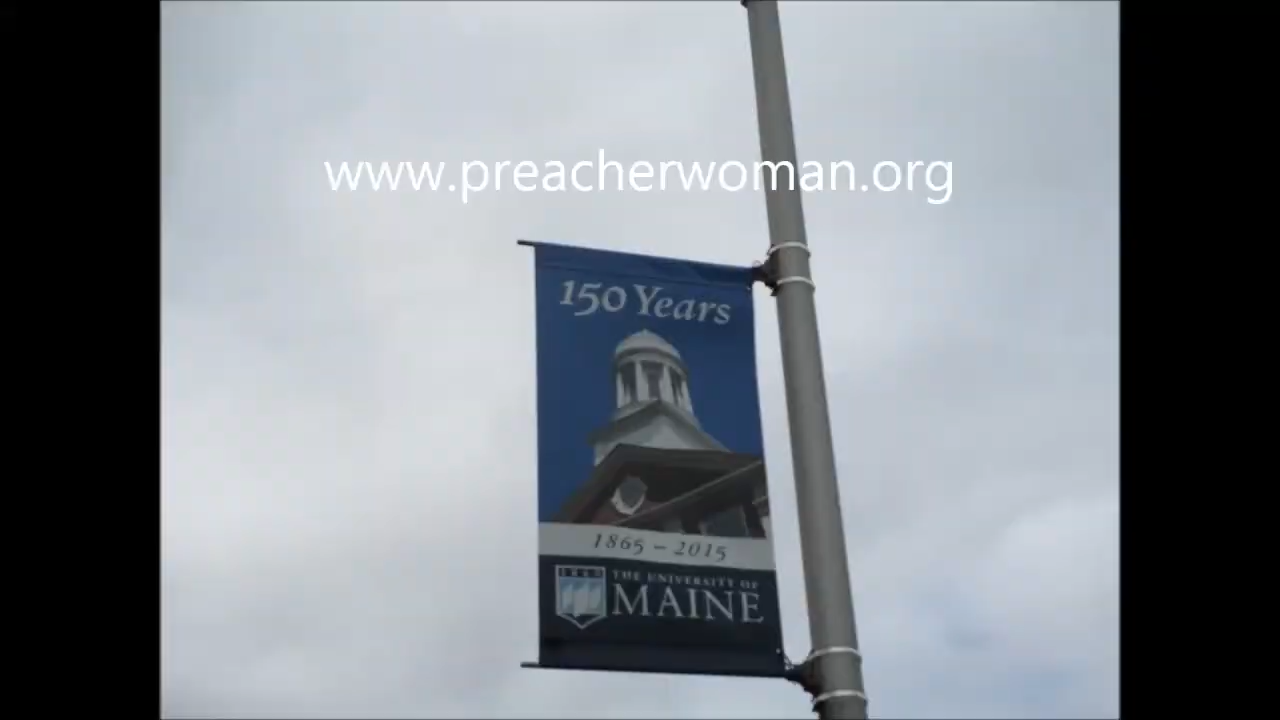 www.preacherwoman.org
150 Years
1865 – 2015
THE UNIVERSITY OF
MAINE